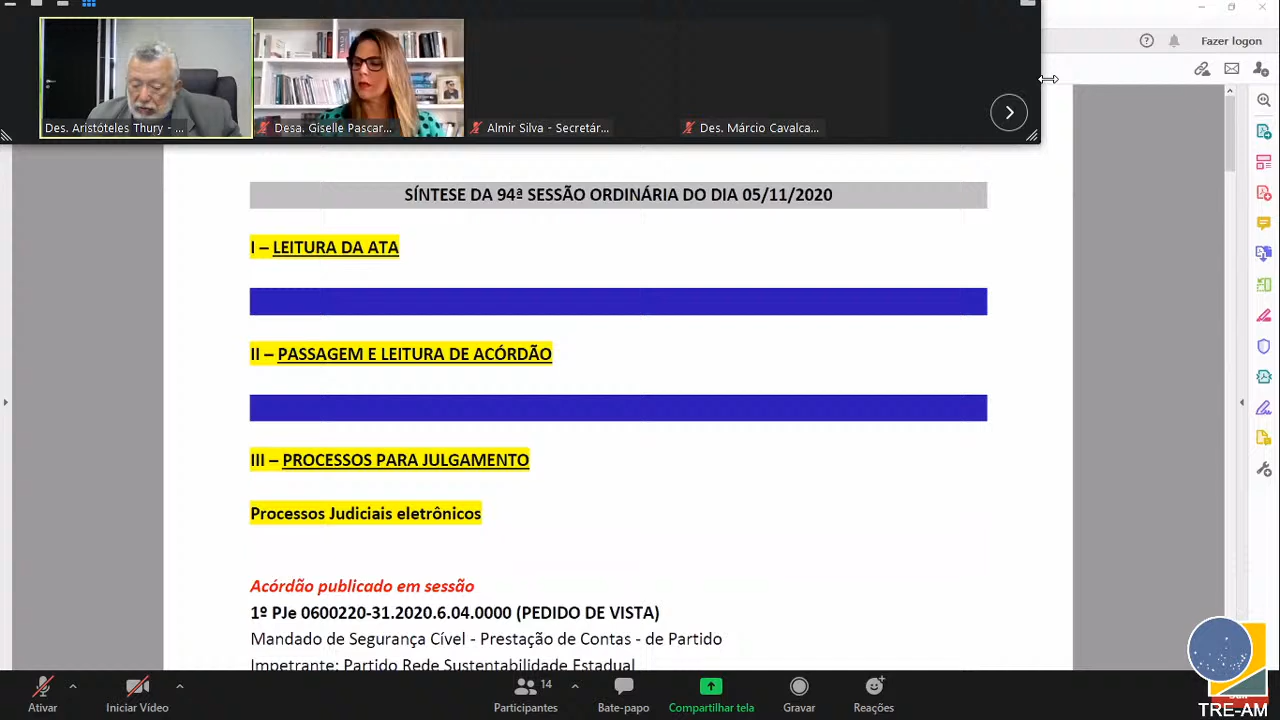 Fazer logon
Des. Aristóteles Thury - ...
Desa. Giselle Pascar...
Almir Silva - Secretár...
Des. Márcio Cavalca...
SÍNTESE DA 94ª SESSÃO ORDINÁRIA DO DIA 05/11/2020
I – LEITURA DA ATA
II – PASSAGEM E LEITURA DE ACÓRDÃO
III – PROCESSOS PARA JULGAMENTO
Processos Judiciais eletrônicos
Acórdão publicado em sessão
1º PJe 0600220-31.2020.6.04.0000 (PEDIDO DE VISTA)
Mandado de Segurança Cível - Prestação de Contas - de Partido
Impetrante: Partido Rede Sustentabilidade Estadual
14
Ativar
Iniciar Vídeo
Participantes
Bate-papo
Compartilhar tela
Gravar
Reações
TRE-AM